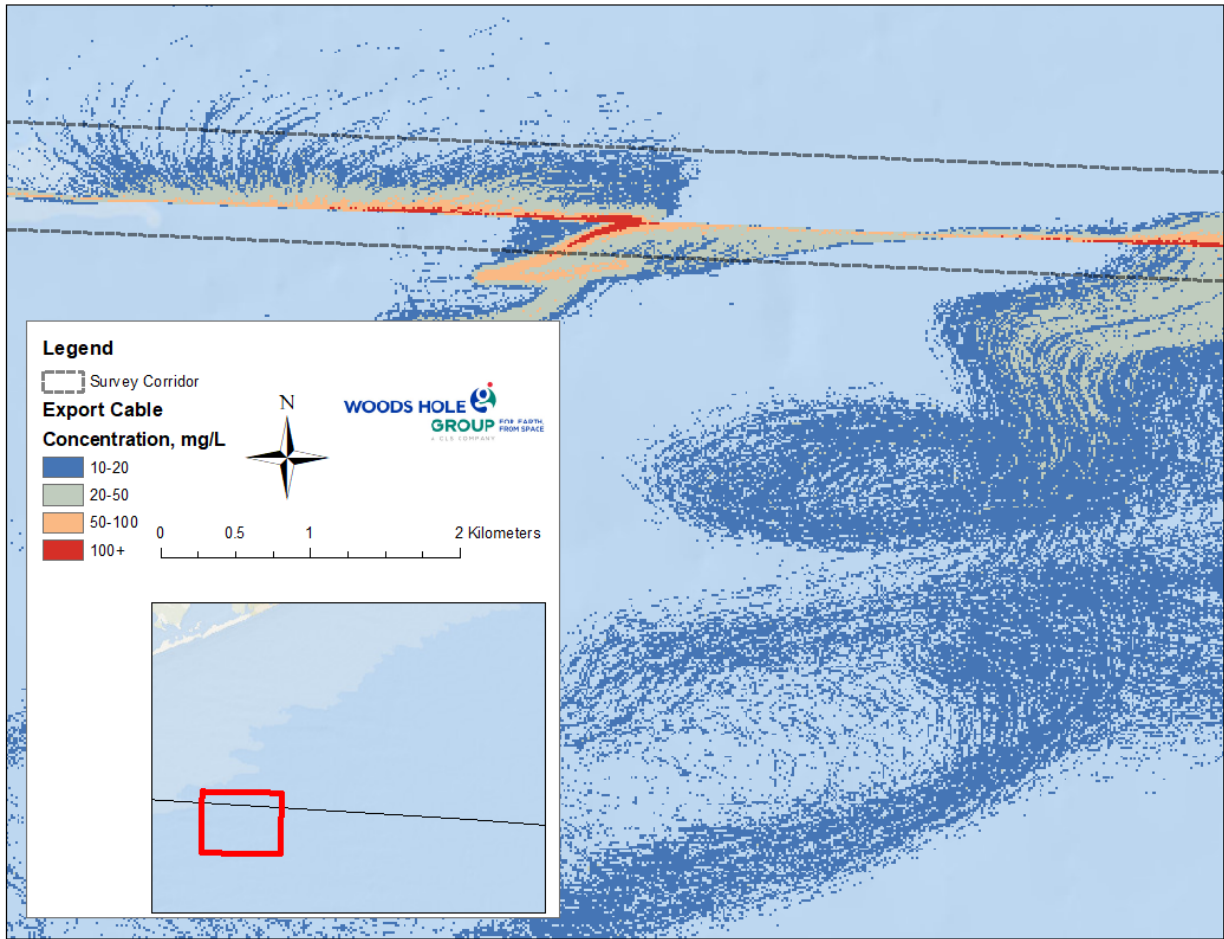 Legend
Survey Corridor
Export Cable
Concentration, mg/L
10-20
20-50
50-100
100+
N
WOODS HOLE
GROUP FOR EARTH, FROM SPACE
A CLS COMPANY
0 0.5 1 2 Kilometers